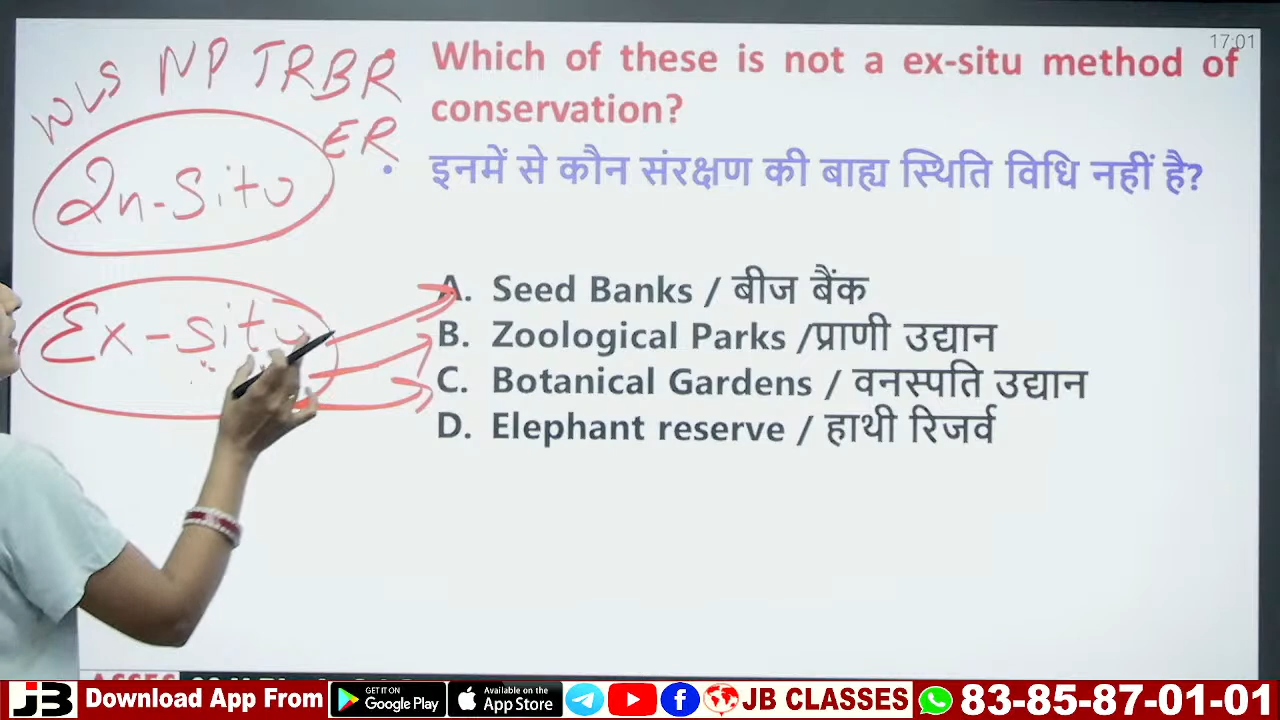 17:01
WLS NP TRBR
ER
In-situ
Ex-situ
Which of these is not a ex-situ method of
conservation?
इनमें से कौन संरक्षण की बाह्य स्थिति विधि नहीं है?
A. Seed Banks / बीज बैंक
B. Zoological Parks /प्राणी उद्यान
C. Botanical Gardens / वनस्पति उद्यान
D. Elephant reserve / हाथी रिजर्व
JB Download App From GET IT ON Google Play Available on the App Store JB CLASSES 83-85-87-01-01